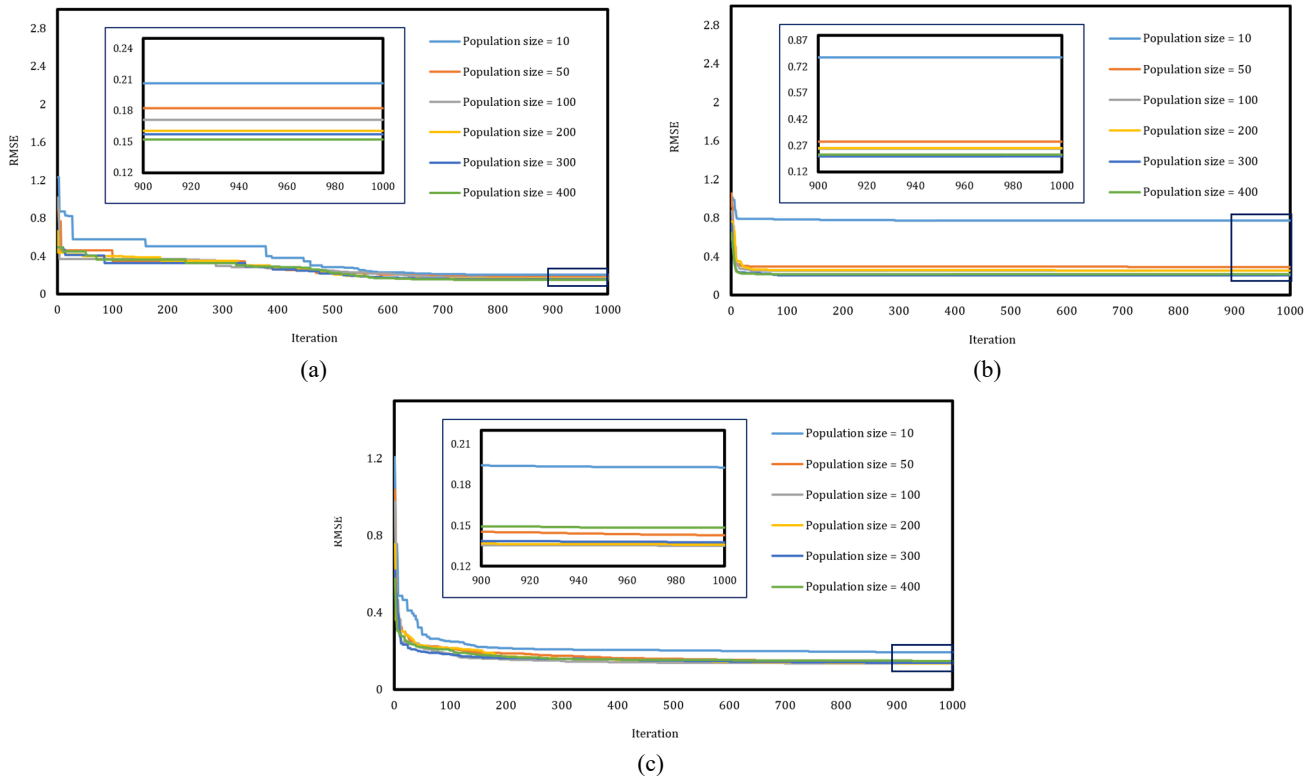 2.8
2.4
2
1.6
1.2
0.8
0.4
0
RMSE
0.24
0.21
0.18
0.15
0.12
900 920 940 960 980 1000
Population size = 10
Population size = 50
Population size = 100
Population size = 200
Population size = 300
Population size = 400
0 100 200 300 400 500 600 700 800 900 1000
Iteration
(a)
2.8
2.4
2
1.6
1.2
0.8
0.4
0
RMSE
0.87
0.72
0.57
0.42
0.27
0.12
900 920 940 960 980 1000
Population size = 10
Population size = 50
Population size = 100
Population size = 200
Population size = 300
Population size = 400
0 100 200 300 400 500 600 700 800 900 1000
Iteration
(b)
1.2
0.8
0.4
0
RMSE
0.21
0.18
0.15
0.12
900 920 940 960 980 1000
Population size = 10
Population size = 50
Population size = 100
Population size = 200
Population size = 300
Population size = 400
0 100 200 300 400 500 600 700 800 900 1000
Iteration
(c)